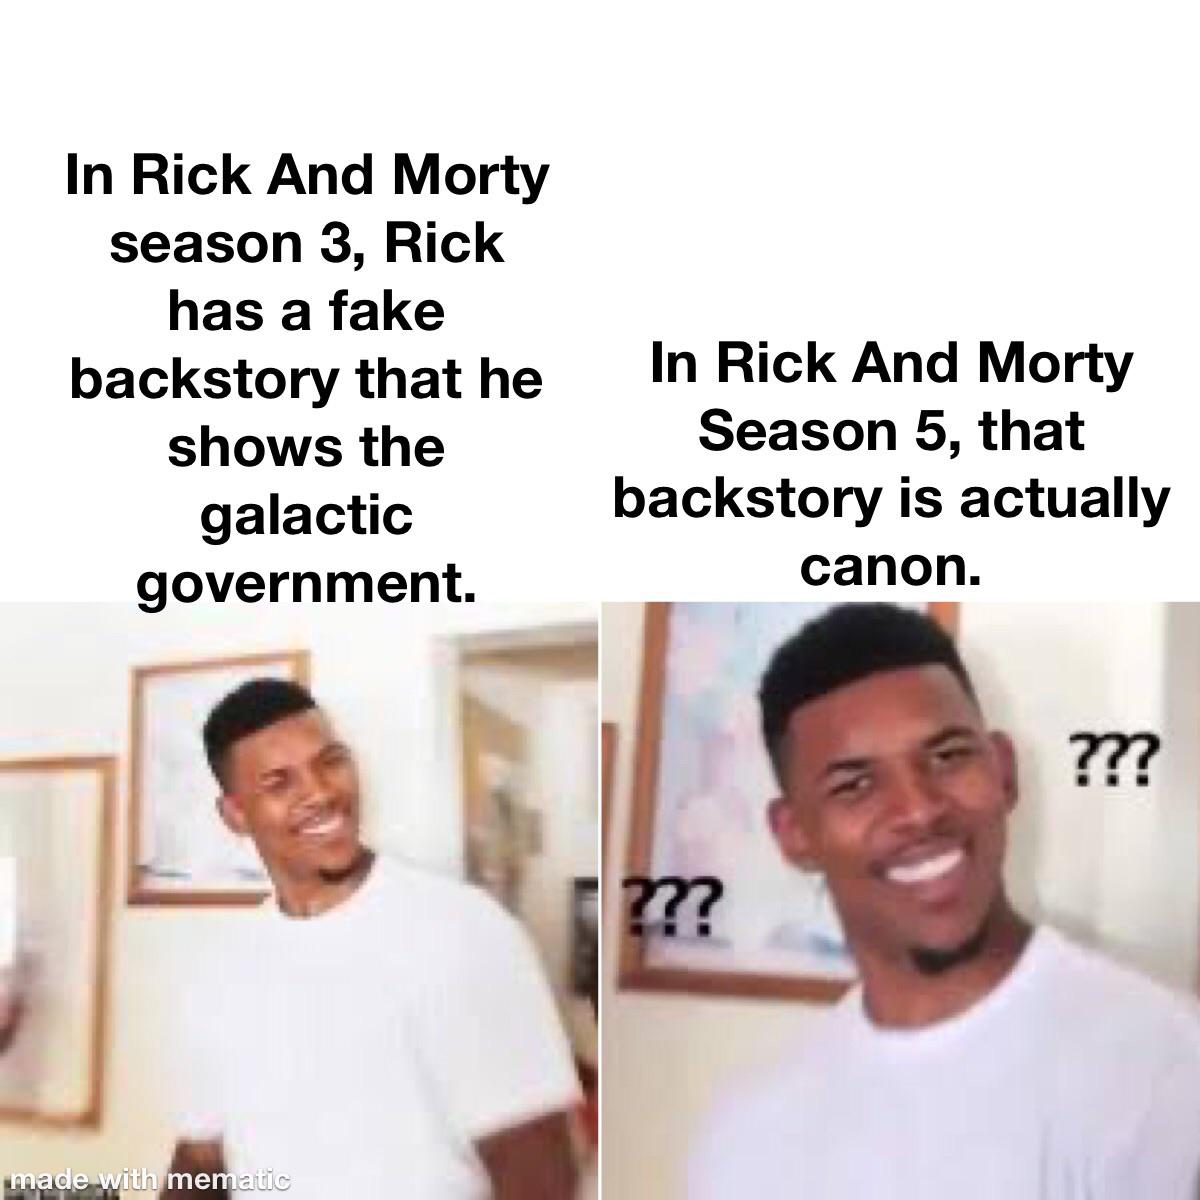 In Rick And Morty
season 3, Rick
has a fake
backstory that he
shows the
galactic
government.
In Rick And Morty
Season 5, that
backstory is actually
canon.
???
???
made with mematic